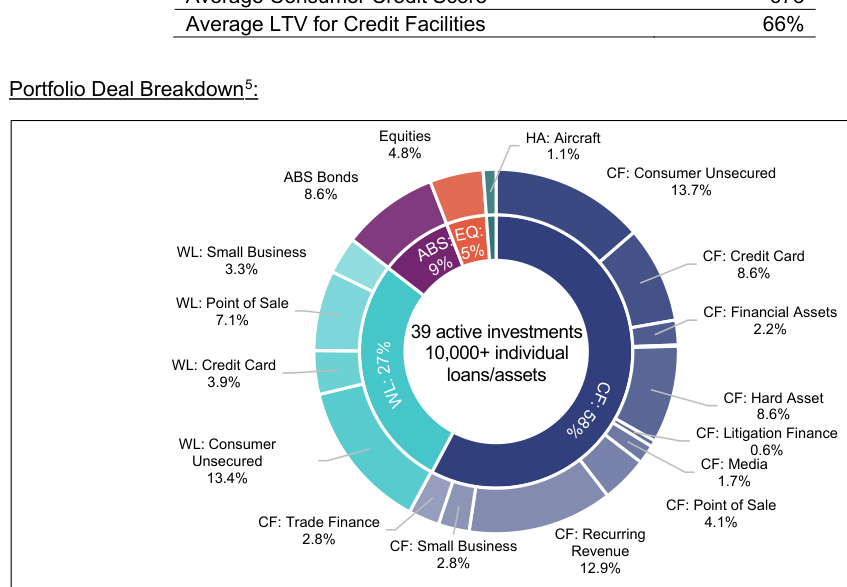 Average Consumer Credit Score
Average LTV for Credit Facilities 66%
Portfolio Deal Breakdown5:
Equities
4.8%
HA: Aircraft
1.1%
ABS Bonds
8.6%
CF: Consumer Unsecured
13.7%
WL: Small Business
3.3%
CF: Credit Card
8.6%
WL: Point of Sale
7.1%
CF: Financial Assets
2.2%
WL: Credit Card
3.9%
CF: Hard Asset
8.6%
CF: Litigation Finance
0.6%
WL: Consumer
Unsecured
13.4%
CF: Media
1.7%
CF: Point of Sale
4.1%
CF: Trade Finance
2.8%
CF: Small Business
2.8%
CF: Recurring
Revenue
12.9%
ABS:
9%
EQ:
5%
WL: 27%
CF: 58%
39 active investments
10,000+ individual
loans/assets